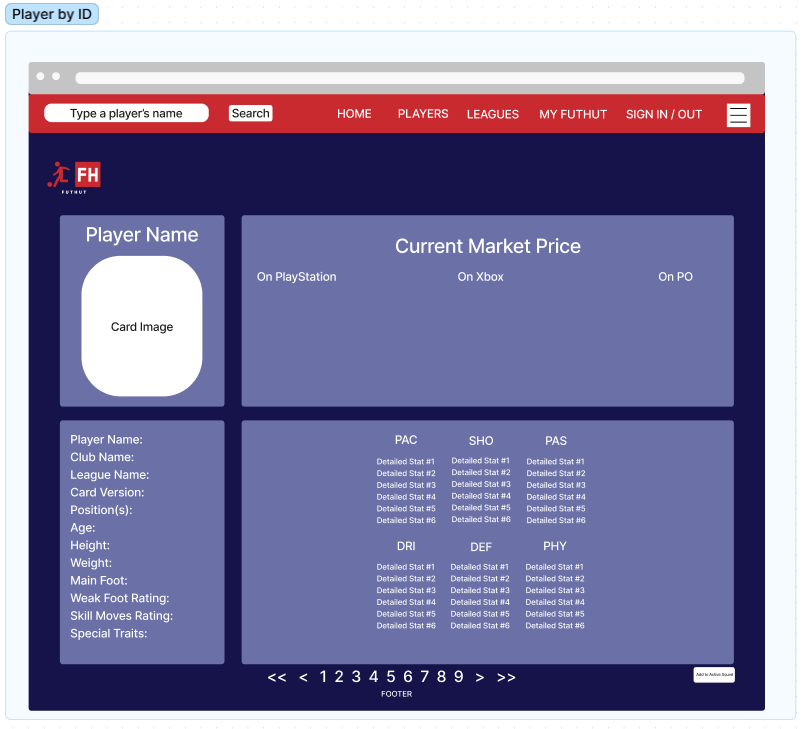 Player by ID
Type a player's name Search HOME PLAYERS LEAGUES MY FUTHUT SIGN IN / OUT
FH
FUTHUT
Player Name
Card Image
Current Market Price
On PlayStation On Xbox On PO
Player Name:
Club Name:
League Name:
Card Version:
Position(s):
Age:
Height:
Weight:
Main Foot:
Weak Foot Rating:
Skill Moves Rating:
Special Traits:
PAC SHO PAS
Detailed Stat #1 Detailed Stat #1 Detailed Stat #1
Detailed Stat #2 Detailed Stat #2 Detailed Stat #2
Detailed Stat #3 Detailed Stat #3 Detailed Stat #3
Detailed Stat #4 Detailed Stat #4 Detailed Stat #4
Detailed Stat #5 Detailed Stat #5 Detailed Stat #5
Detailed Stat #6 Detailed Stat #6 Detailed Stat #6
DRI DEF PHY
Detailed Stat #1 Detailed Stat #1 Detailed Stat #1
Detailed Stat #2 Detailed Stat #2 Detailed Stat #2
Detailed Stat #3 Detailed Stat #3 Detailed Stat #3
Detailed Stat #4 Detailed Stat #4 Detailed Stat #4
Detailed Stat #5 Detailed Stat #5 Detailed Stat #5
Detailed Stat #6 Detailed Stat #6 Detailed Stat #6
<< < 1 2 3 4 5 6 7 8 9 > >>
Add to Active Squad
FOOTER